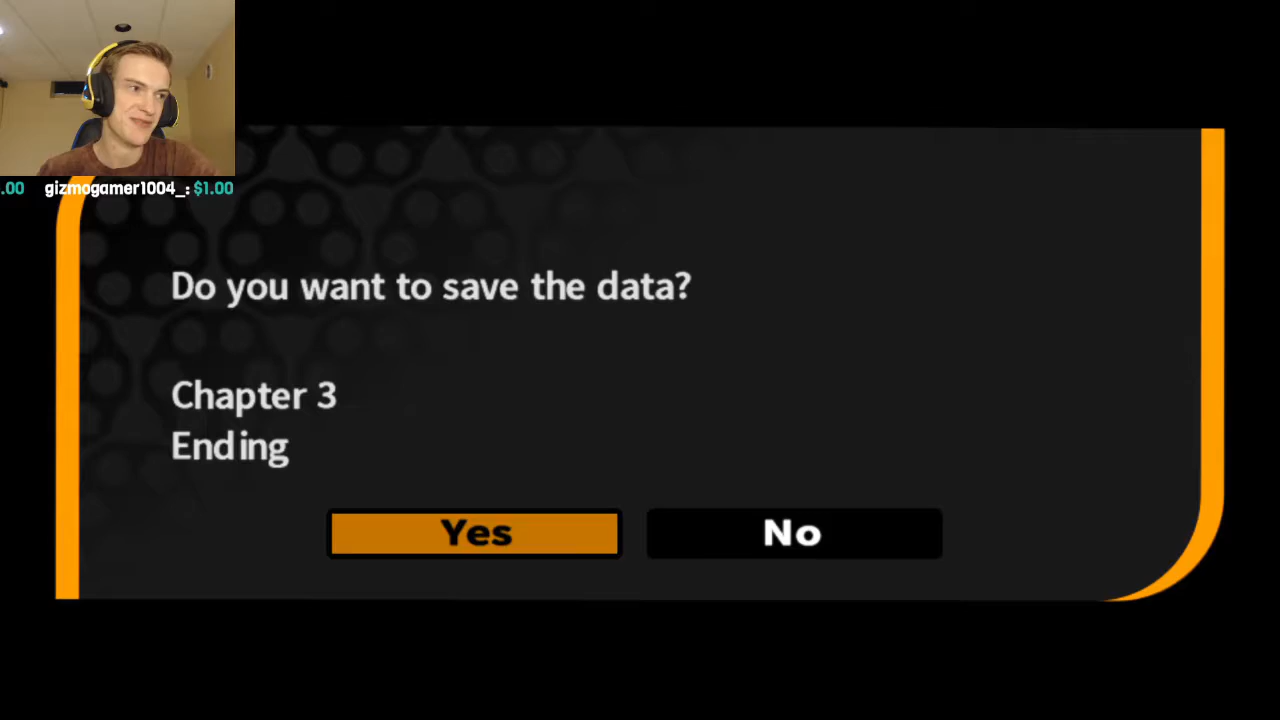 .00 gizmogamer1004_: $1.00
Do you want to save the data?
Chapter 3
Ending
Yes No